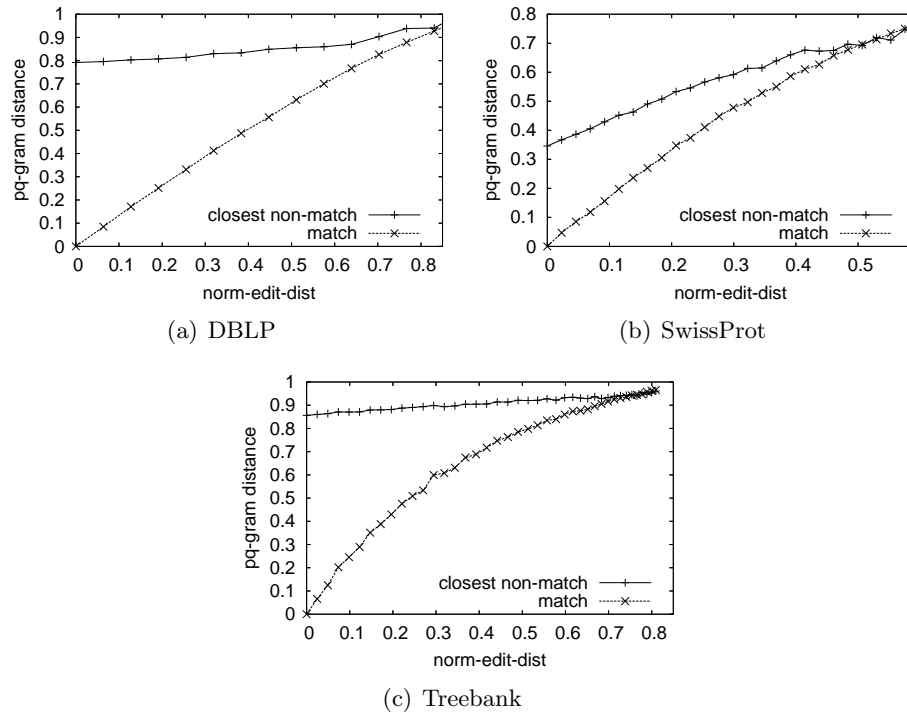 1
0.9
0.8
0.7
0.6
0.5
0.4
0.3
0.2
0.1
0
pq-gram distance
closest non-match
match
0 0.1 0.2 0.3 0.4 0.5 0.6 0.7 0.8
norm-edit-dist
(a) DBLP
0.8
0.7
0.6
0.5
0.4
0.3
0.2
0.1
0
pq-gram distance
closest non-match
match
0 0.1 0.2 0.3 0.4 0.5
norm-edit-dist
(b) SwissProt
1
0.9
0.8
0.7
0.6
0.5
0.4
0.3
0.2
0.1
0
pq-gram distance
closest non-match
match
0 0.1 0.2 0.3 0.4 0.5 0.6 0.7 0.8
norm-edit-dist
(c) Treebank